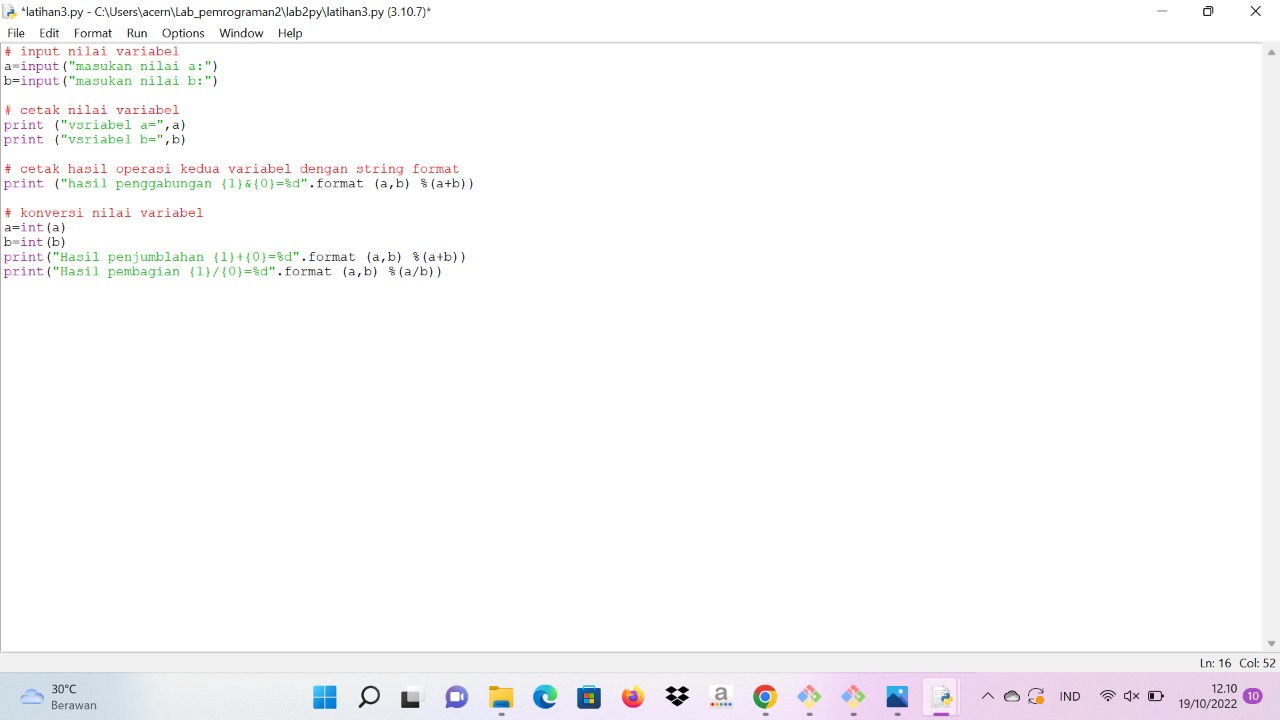 *latihan3.py - C:\Users\acern\Lab_pemrograman2\lab2py\latihan3.py (3.10.7)*
File Edit Format Run Options Window Help
# input nilai variabel
a=input("masukan nilai a:")
b=input("masukan nilai b:")
# cetak nilai variabel
print ("vsriabel a=",a)
print ("vsriabel b=",b)
# cetak hasil operasi kedua variabel dengan string format
print ("hasil penggabungan {1}&{0}=%d".format (a,b) %(a+b))
# konversi nilai variabel
a=int(a)
b=int(b)
print("Hasil penjumblahan {1}+{0}=%d".format (a,b) %(a+b))
print("Hasil pembagian {1}/{0}=%d".format (a,b) %(a/b))
Ln: 16 Col: 52
30°C
Berawan
a
IND
12.10
19/10/2022
10